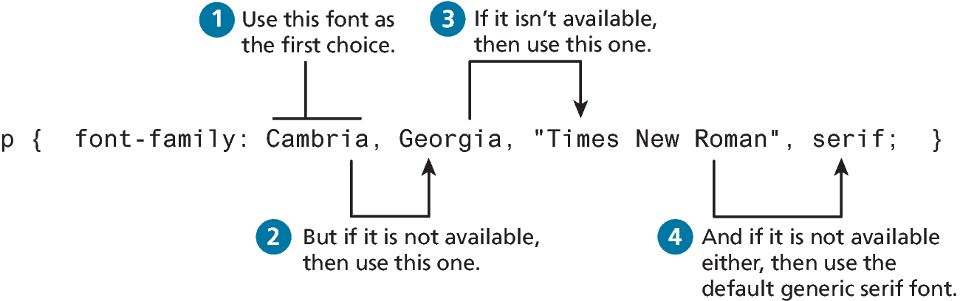 1 Use this font as
the first choice.
3 If it isn’t available,
then use this one.
p { font-family: Cambria, Georgia, "Times New Roman", serif; }
2 But if it is not available,
then use this one.
4 And if it is not available
either, then use the
default generic serif font.